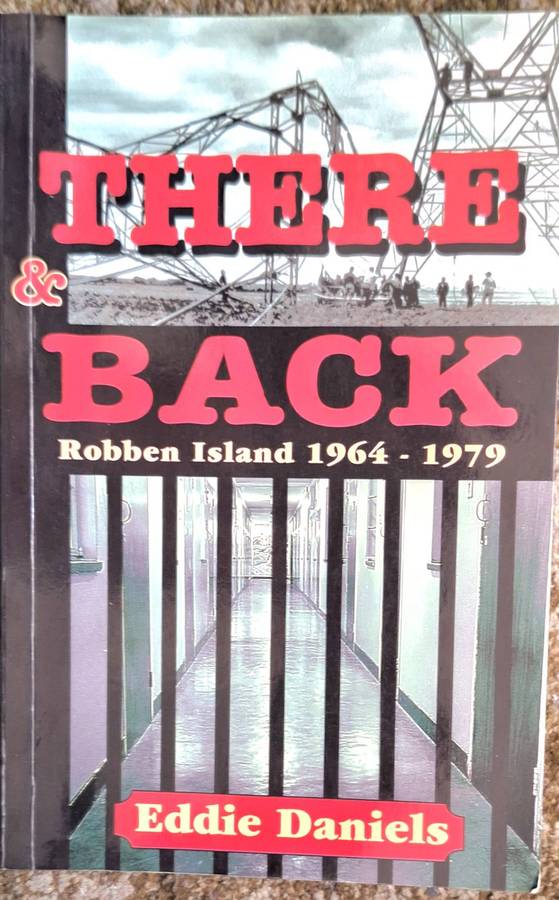 THERE
&
BACK
Robben Island 1964 - 1979
Eddie Daniels